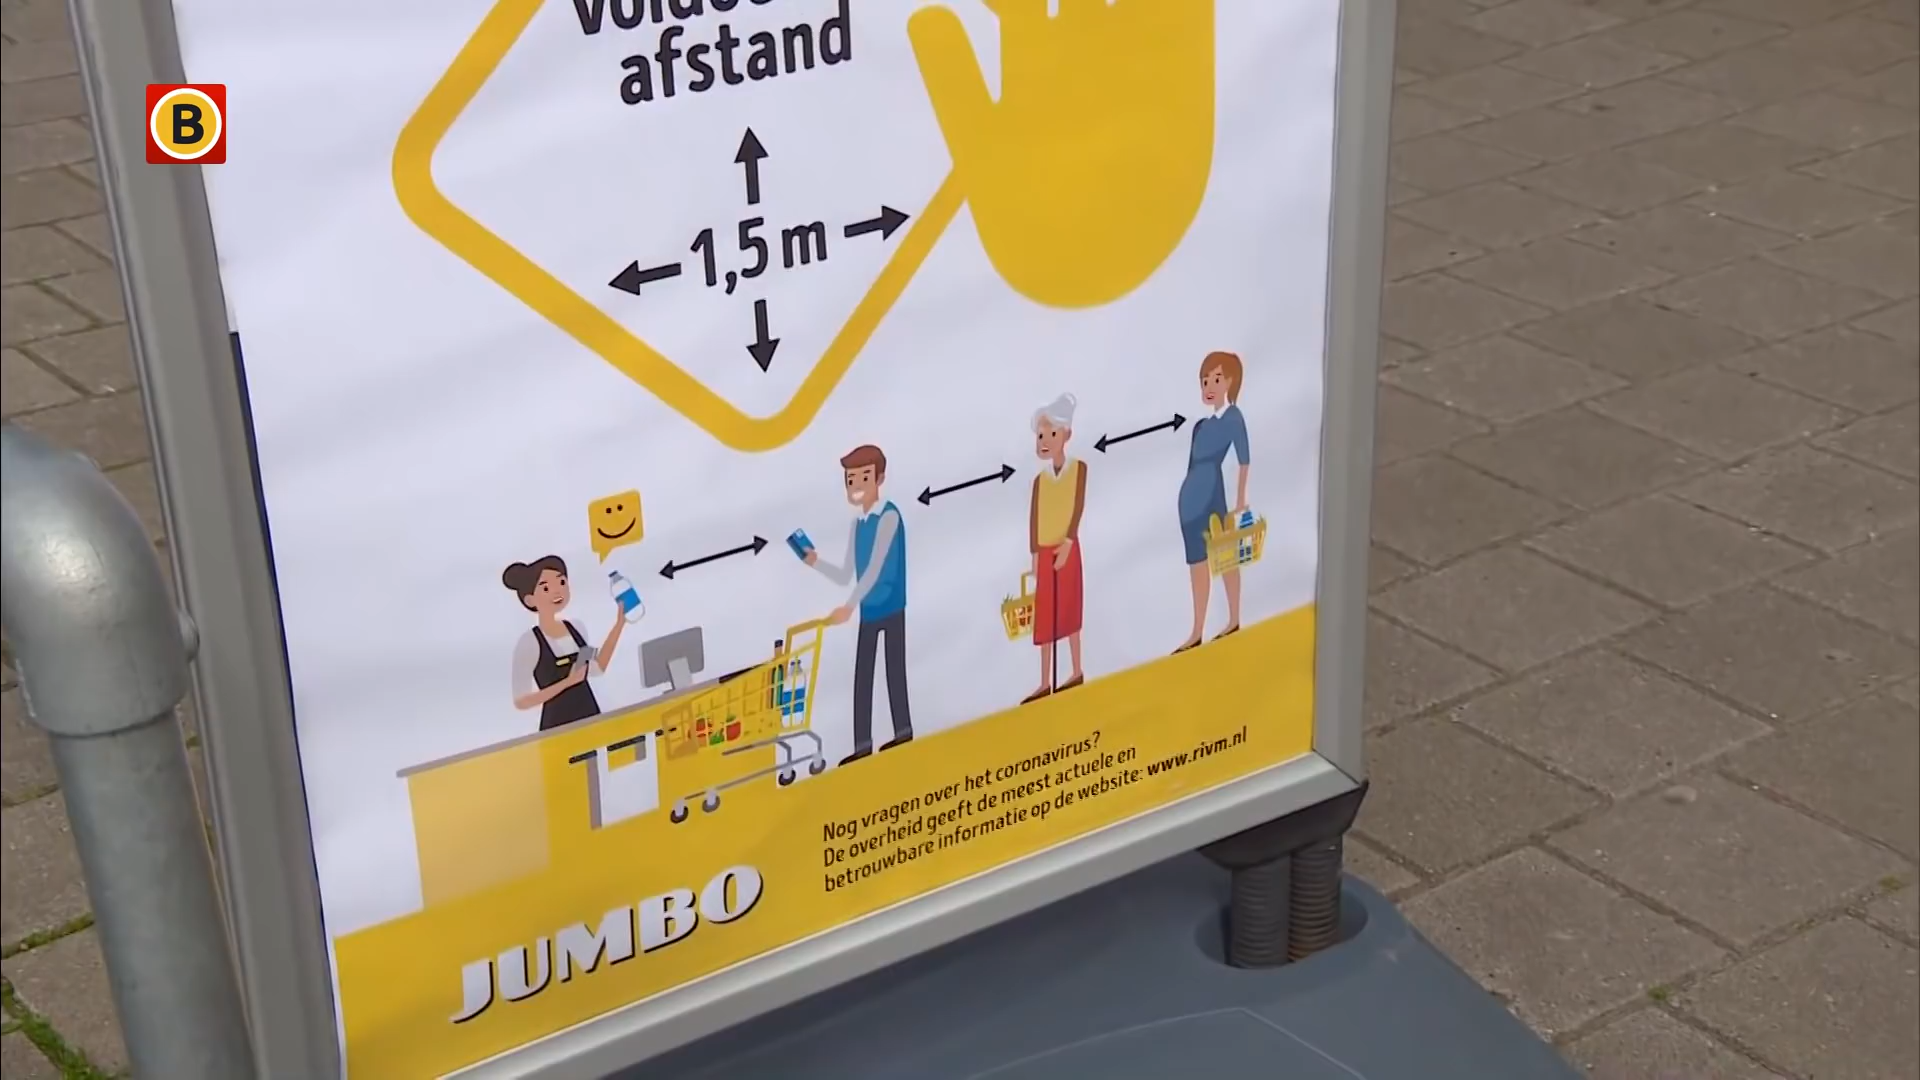 afstand
B
1,5 m
Nog vragen over het coronavirus?
De overheid geeft de meest actuele en
betrouwbare informatie op de website: www.rivm.nl
JUMBO